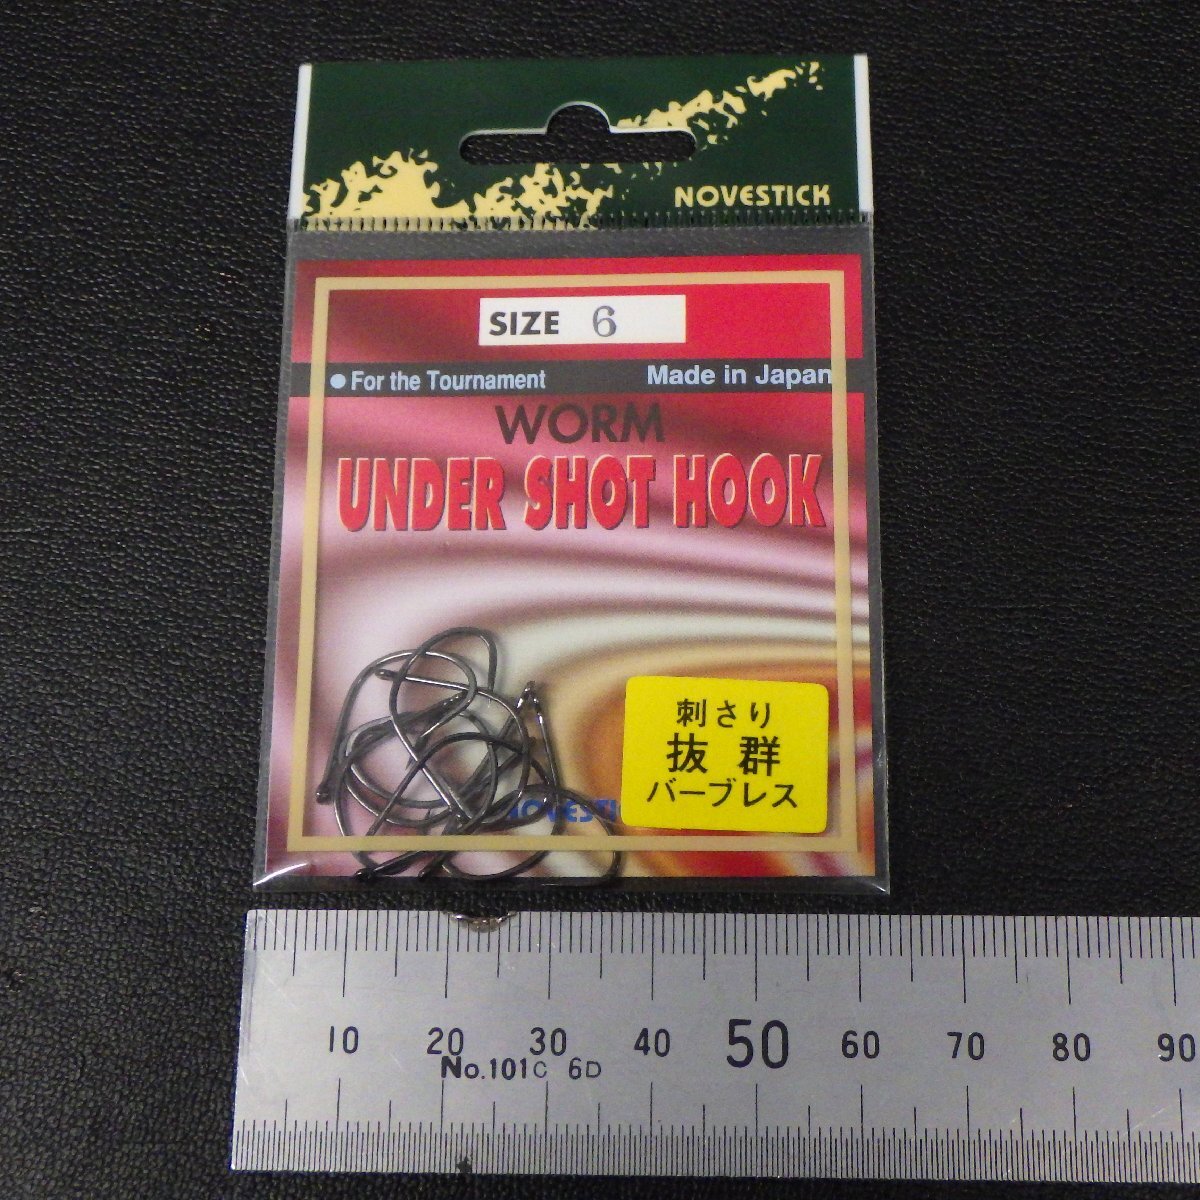 NOVESTICK
SIZE 6
For the Tournament Made in Japan
WORM
UNDER SHOT HOOK
刺さり
抜群
バーブレス
NOVESTI
10 20 30 40 50 60 70 80 90
No.101C 6D